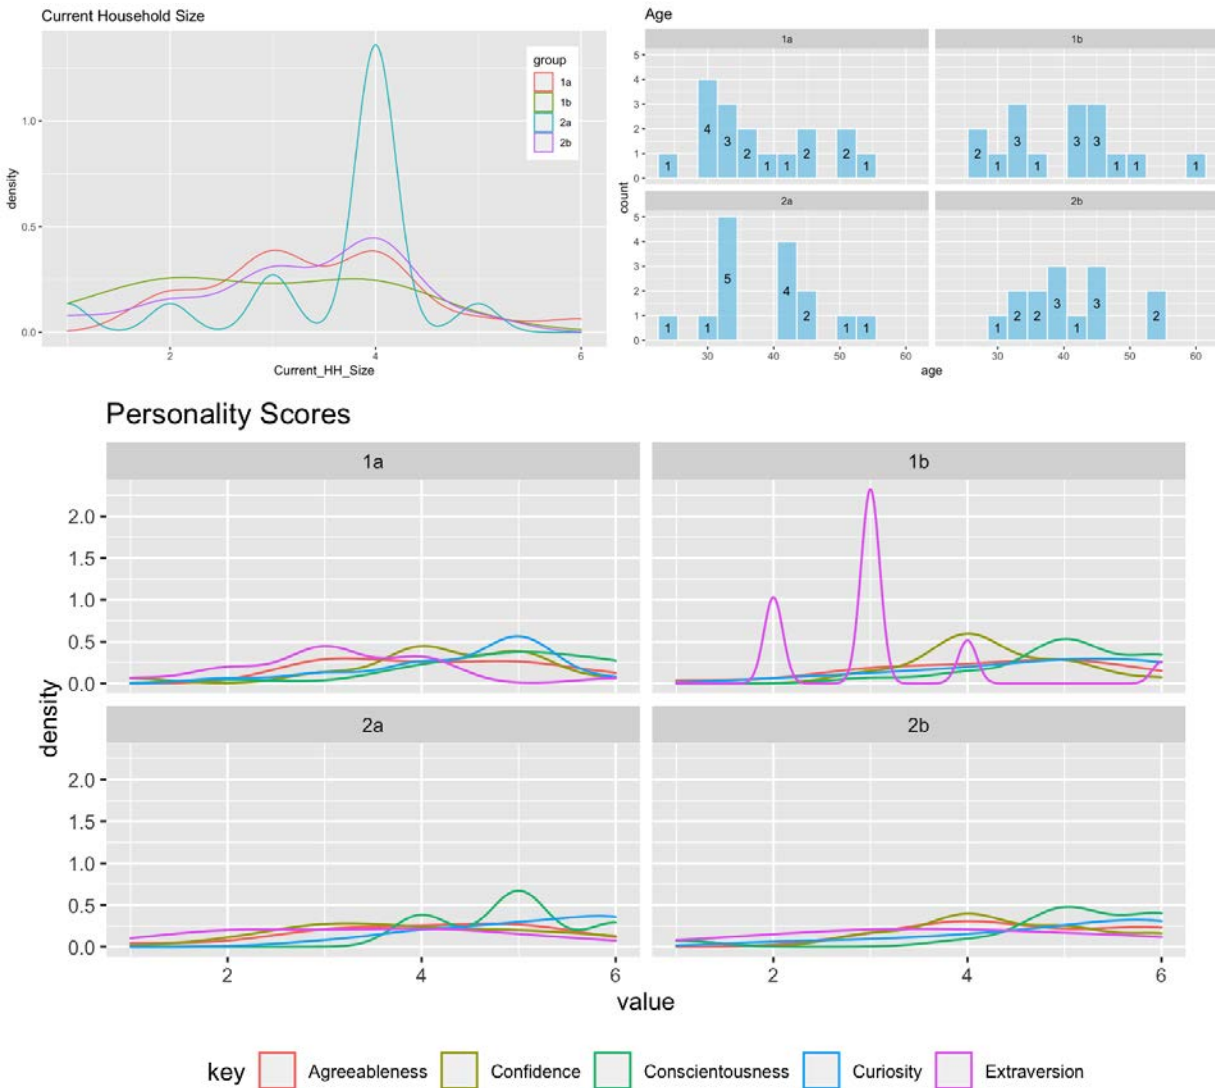 Current Household Size
density
1.0
0.5
0.0
2
4
6
Current_HH_Size
group
1a
1b
2a
2b
Age
1a
1b
count
5
4
3
2
1
0
1
4
3
2
1
1
2
2
1
2
1
3
1
3
3
1
1
1
2a
2b
5
4
3
2
1
0
1
1
5
4
2
1
1
1
2
2
3
1
3
2
30
40
50
60
30
40
50
60
age
Personality Scores
1a
1b
density
2.0
1.5
1.0
0.5
0.0
2a
2b
2.0
1.5
1.0
0.5
0.0
2
4
6
2
4
6
value
key
Agreeableness
Confidence
Conscientousness
Curiosity
Extraversion